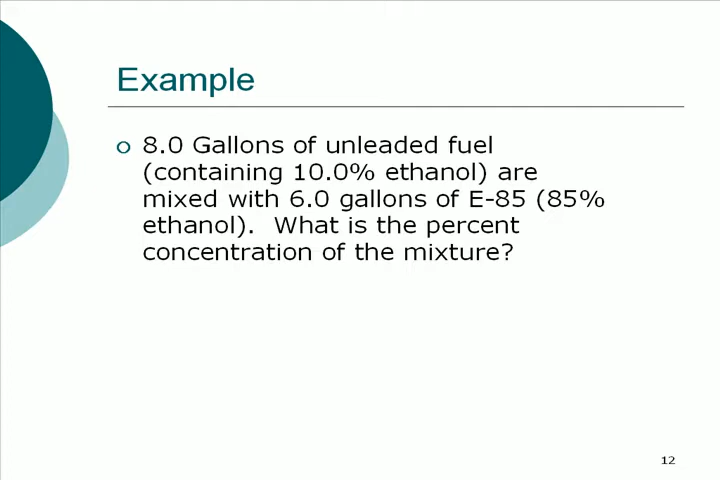 Example
8.0 Gallons of unleaded fuel
(containing 10.0% ethanol) are
mixed with 6.0 gallons of E-85 (85%
ethanol).  What is the percent
concentration of the mixture?
12